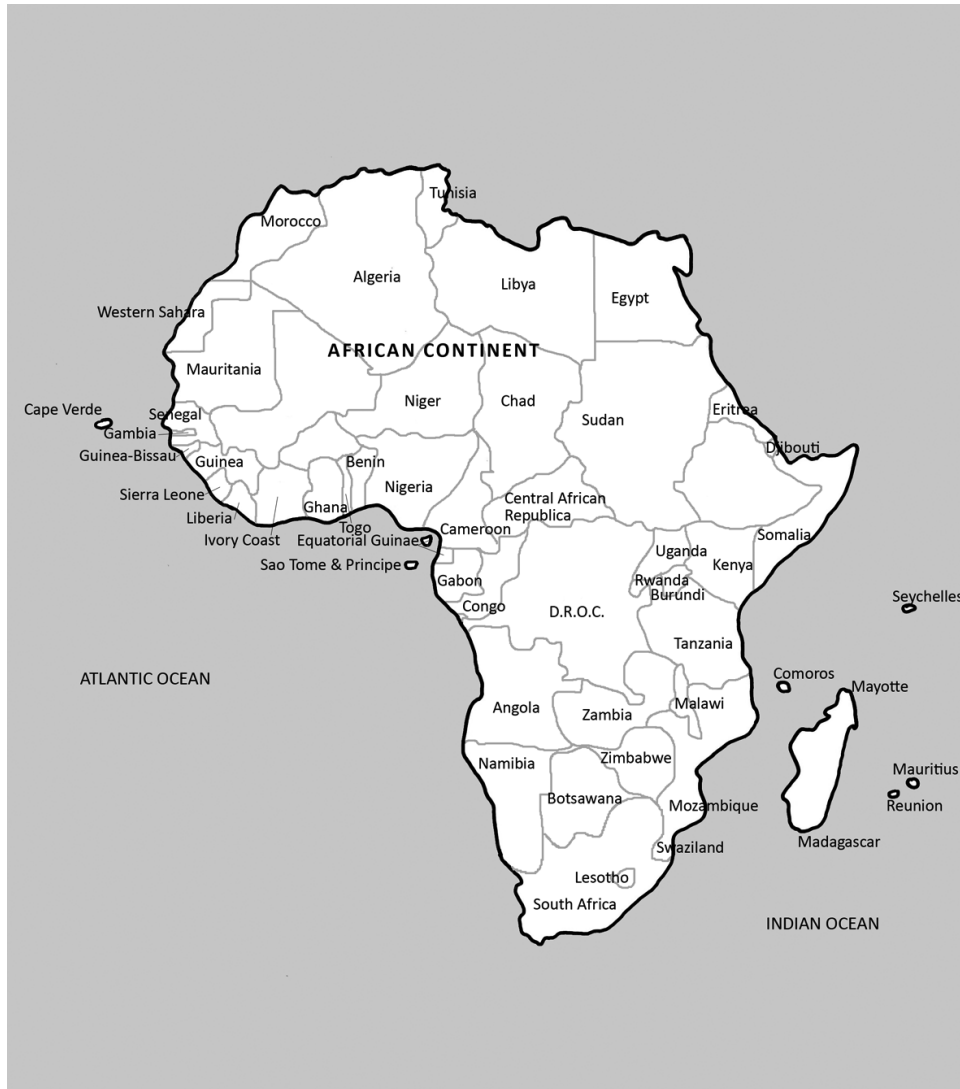 Tunisia
Morocco
Algeria
Libya
Egypt
Western Sahara
AFRICAN CONTINENT
Mauritania
Niger
Chad
Cape Verde
Senegal
Eritrea
Sudan
Gambia
Djibouti
Guinea-Bissau
Guinea
Benin
Nigeria
Sierra Leone
Central African
Republica
Ghana
Liberia
Togo
Cameroon
Ivory Coast
Equatorial Guinae
Somalia
Uganda
Sao Tome & Principe
Kenya
Gabon
Rwanda
Burundi
Seychelles
Congo
D.R.O.C.
Tanzania
ATLANTIC OCEAN
Comoros
Mayotte
Malawi
Angola
Zambia
Zimbabwe
Namibia
Mauritius
Botswana
Mozambique
Reunion
Madagascar
Swaziland
Lesotho
South Africa
INDIAN OCEAN